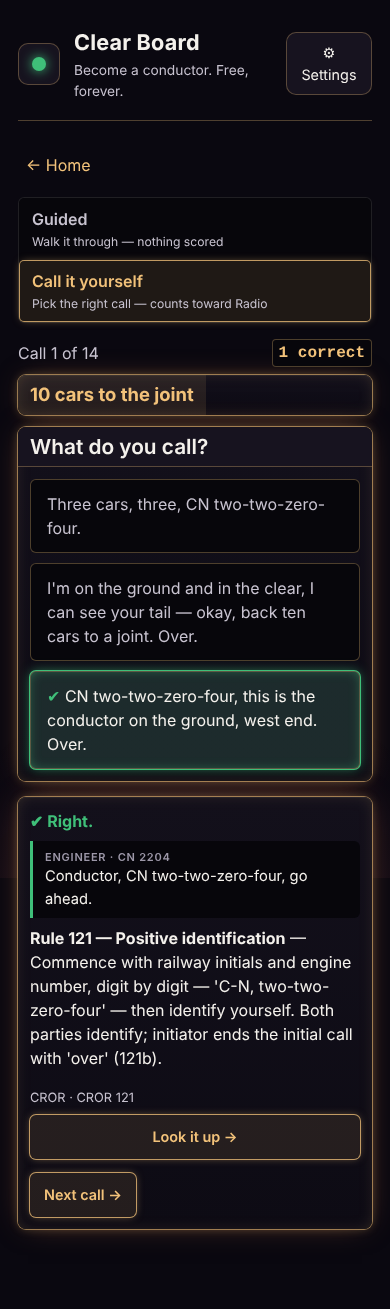 Clear Board
Become a conductor. Free,
forever.
⚙
Settings
← Home
Guided
Walk it through — nothing scored
Call it yourself
Pick the right call — counts toward Radio
Call 1 of 14
1 correct
10 cars to the joint
What do you call?
Three cars, three, CN two-two-zero-
four.
I'm on the ground and in the clear, I
can see your tail — okay, back ten
cars to a joint. Over.
✔ CN two-two-zero-four, this is the
conductor on the ground, west end.
Over.
✔ Right.
ENGINEER · CN 2204
Conductor, CN two-two-zero-four, go
ahead.
Rule 121 — Positive identification —
Commence with railway initials and engine
number, digit by digit — 'C-N, two-two-
zero-four' — then identify yourself. Both
parties identify; initiator ends the initial call
with 'over' (121b).
CROR · CROR 121
Look it up →
Next call →